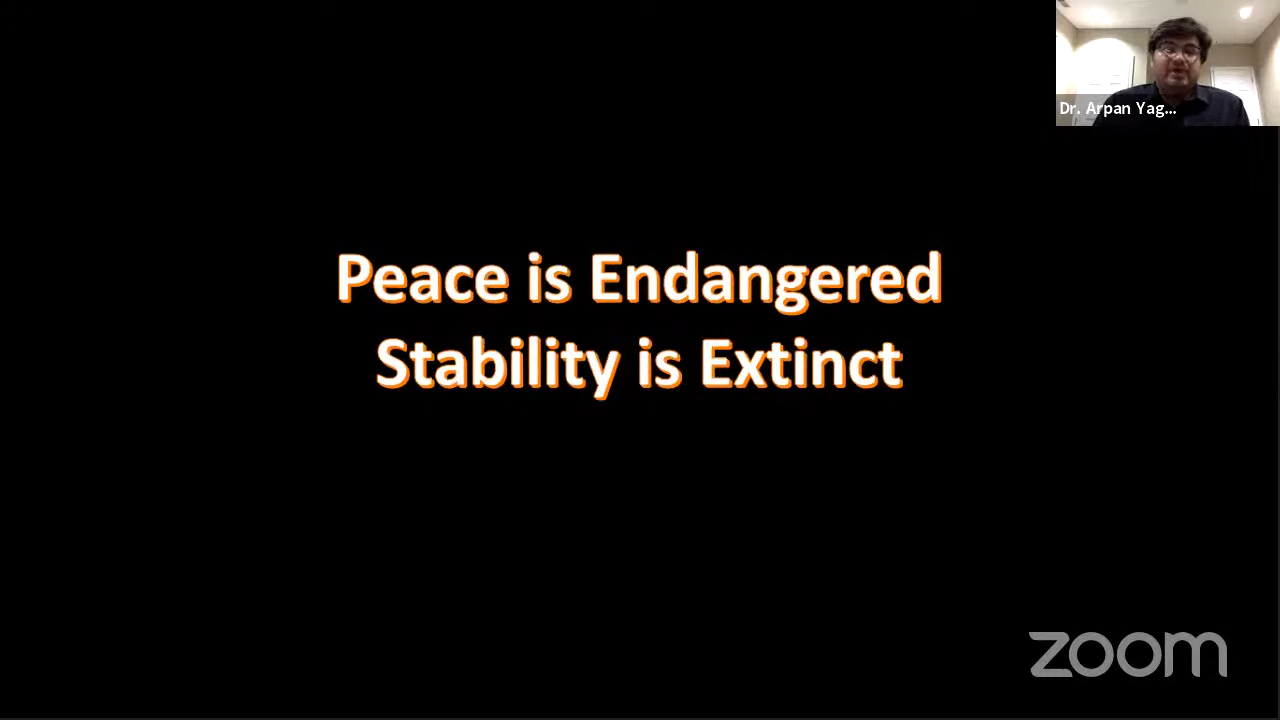 Dr. Arpan Yag...
Peace is Endangered
Stability is Extinct
zoom